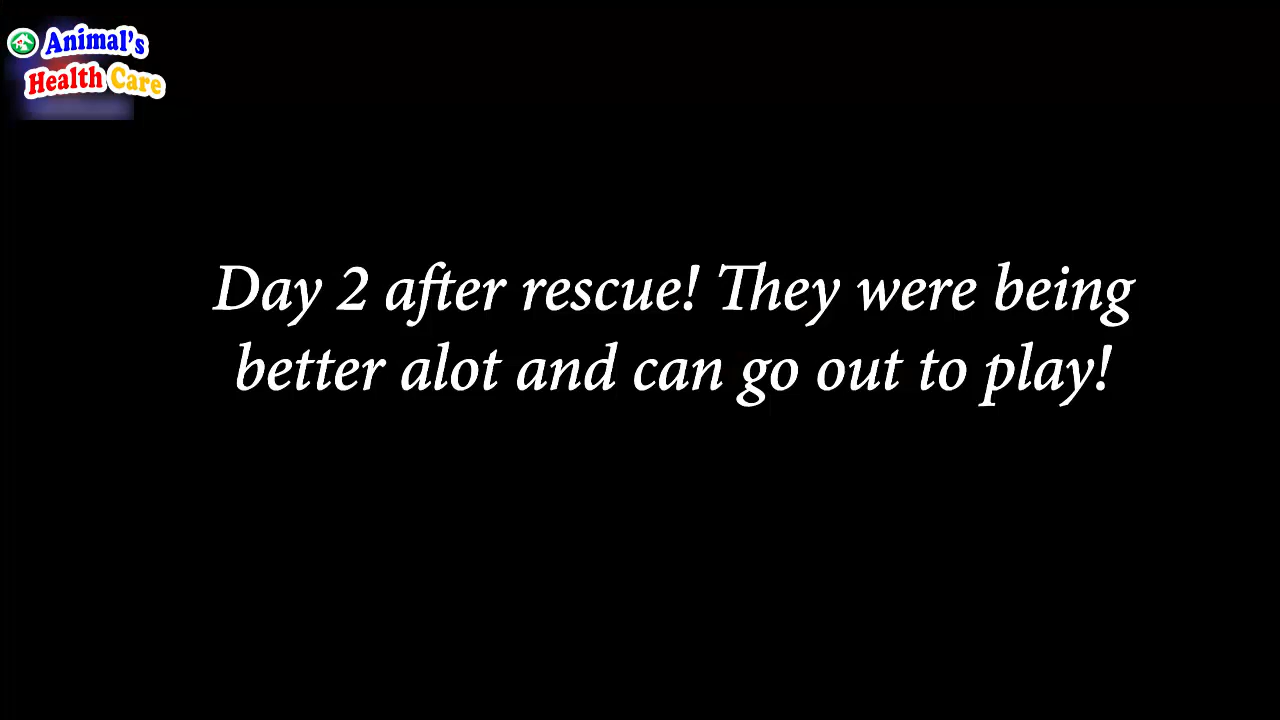 Animal's
Health Care
Day 2 after rescue! They were being
better alot and can go out to play!